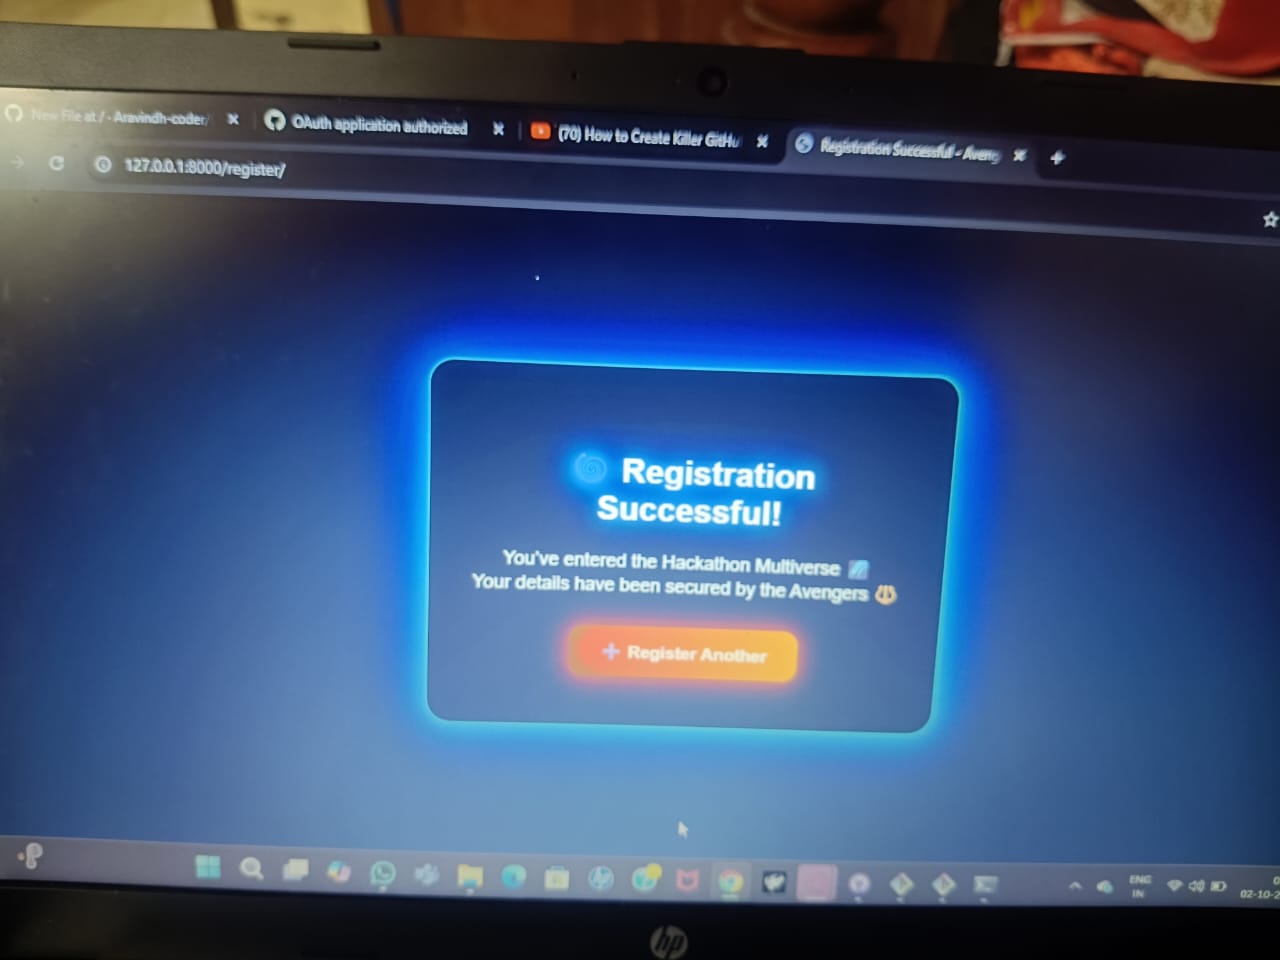 New File at / · Aravindh-coder/
OAuth application authorized
(70) How to Create Killer GitHu
Registration Successful - Aveng
127.0.0.1:8000/register/
Registration
Successful!
You've entered the Hackathon Multiverse
Your details have been secured by the Avengers
Register Another
ENG
IN
02-10-2
hp